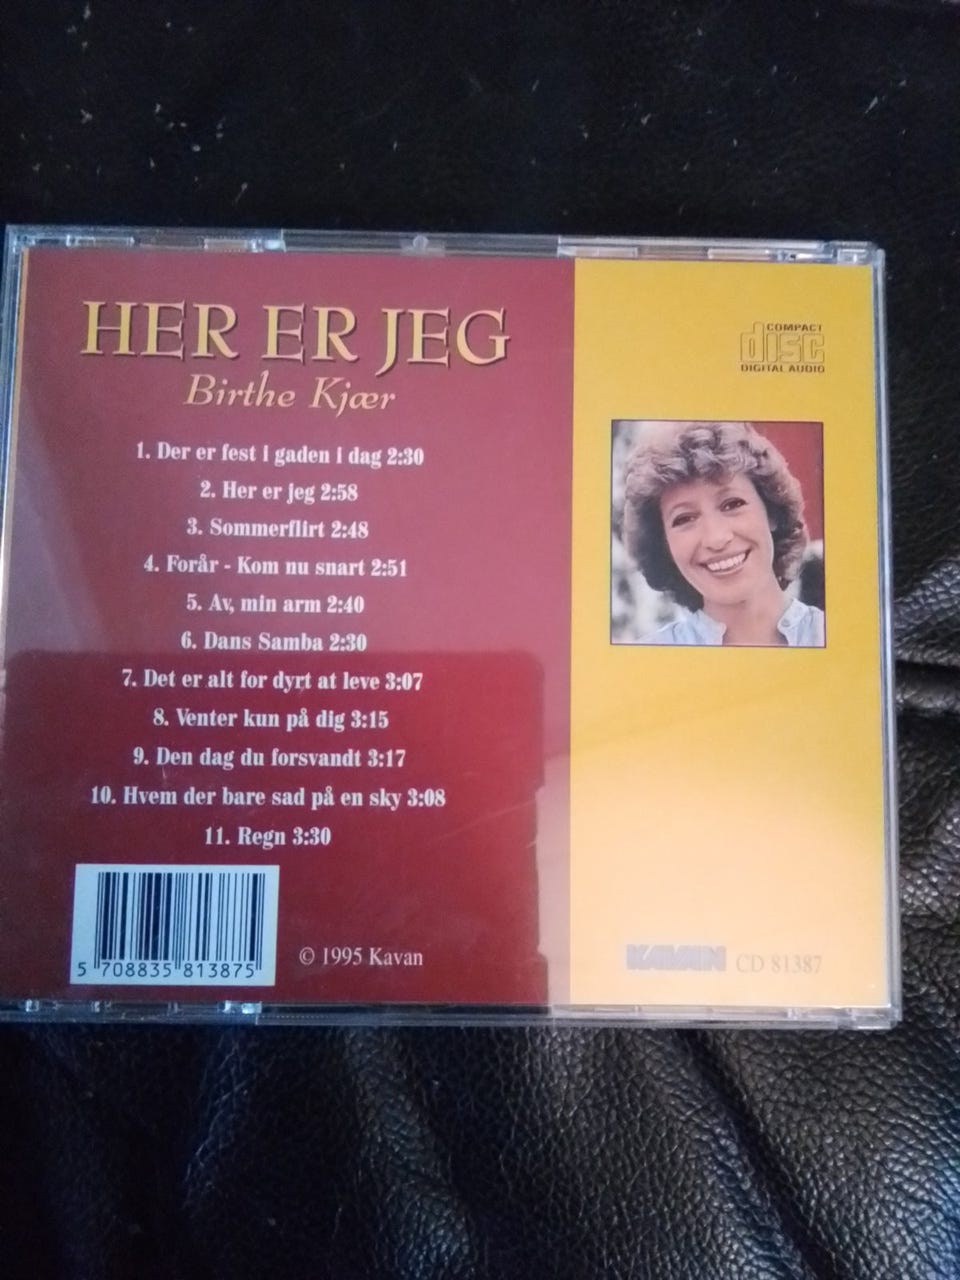 HER ER JEG
Birthe Kjær
1. Der er fest i gaden i dag 2:30
2. Her er jeg 2:58
3. Sommerflirt 2:48
4. Forår - Kom nu snart 2:51
5. Av, min arm 2:40
6. Dans Samba 2:30
7. Det er alt for dyrt at leve 3:07
8. Venter kun på dig 3:15
9. Den dag du forsvandt 3:17
10. Hvem der bare sad på en sky 3:08
11. Regn 3:30
5 708835 813875
© 1995 Kavan
COMPACT
disc
DIGITAL AUDIO
KAVAN CD 81387